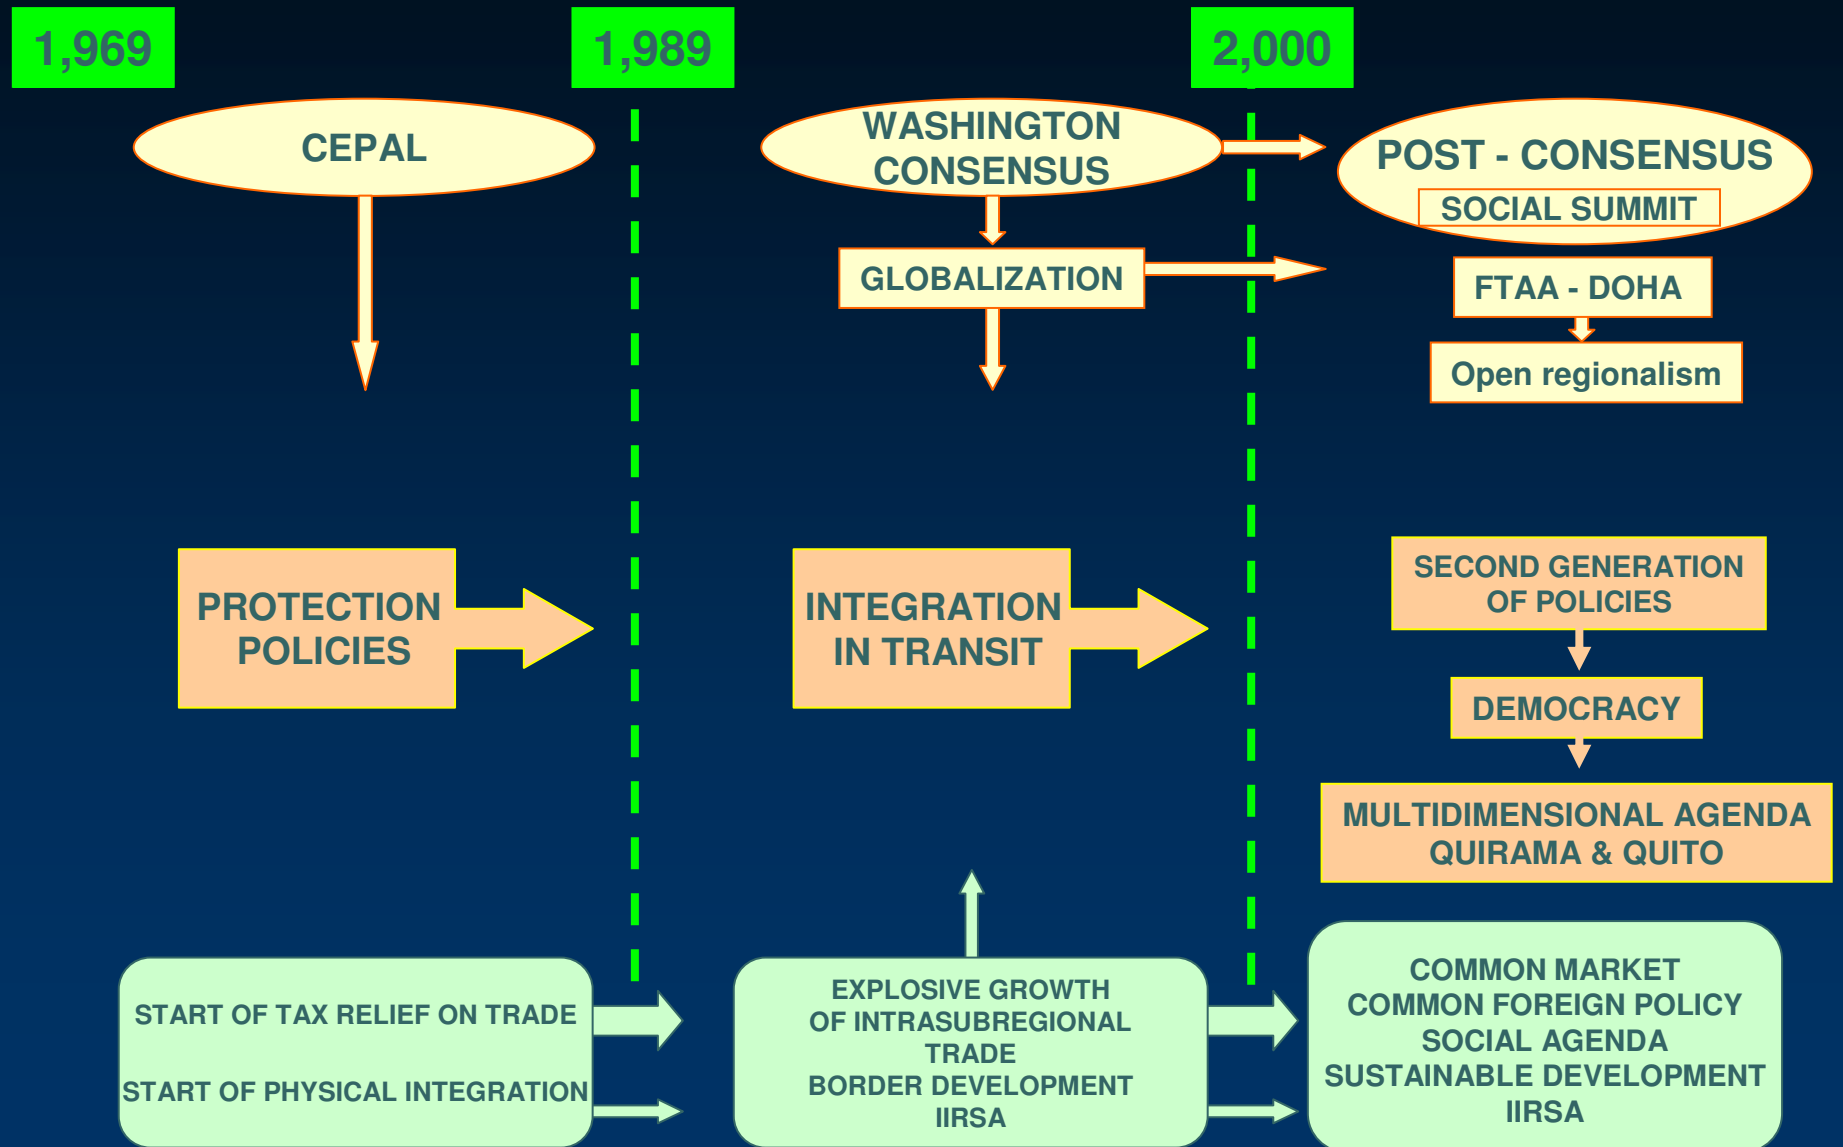 1,969
1,989
2,000
CEPAL
WASHINGTON
CONSENSUS
POST - CONSENSUS
SOCIAL SUMMIT
GLOBALIZATION
FTAA - DOHA
Open regionalism
PROTECTION
POLICIES
INTEGRATION
IN TRANSIT
SECOND GENERATION
OF POLICIES
DEMOCRACY
MULTIDIMENSIONAL AGENDA
QUIRAMA & QUITO
START OF TAX RELIEF ON TRADE
START OF PHYSICAL INTEGRATION
EXPLOSIVE GROWTH
OF INTRASUBREGIONAL
TRADE
BORDER DEVELOPMENT
IIRSA
COMMON MARKET
COMMON FOREIGN POLICY
SOCIAL AGENDA
SUSTAINABLE DEVELOPMENT
IIRSA